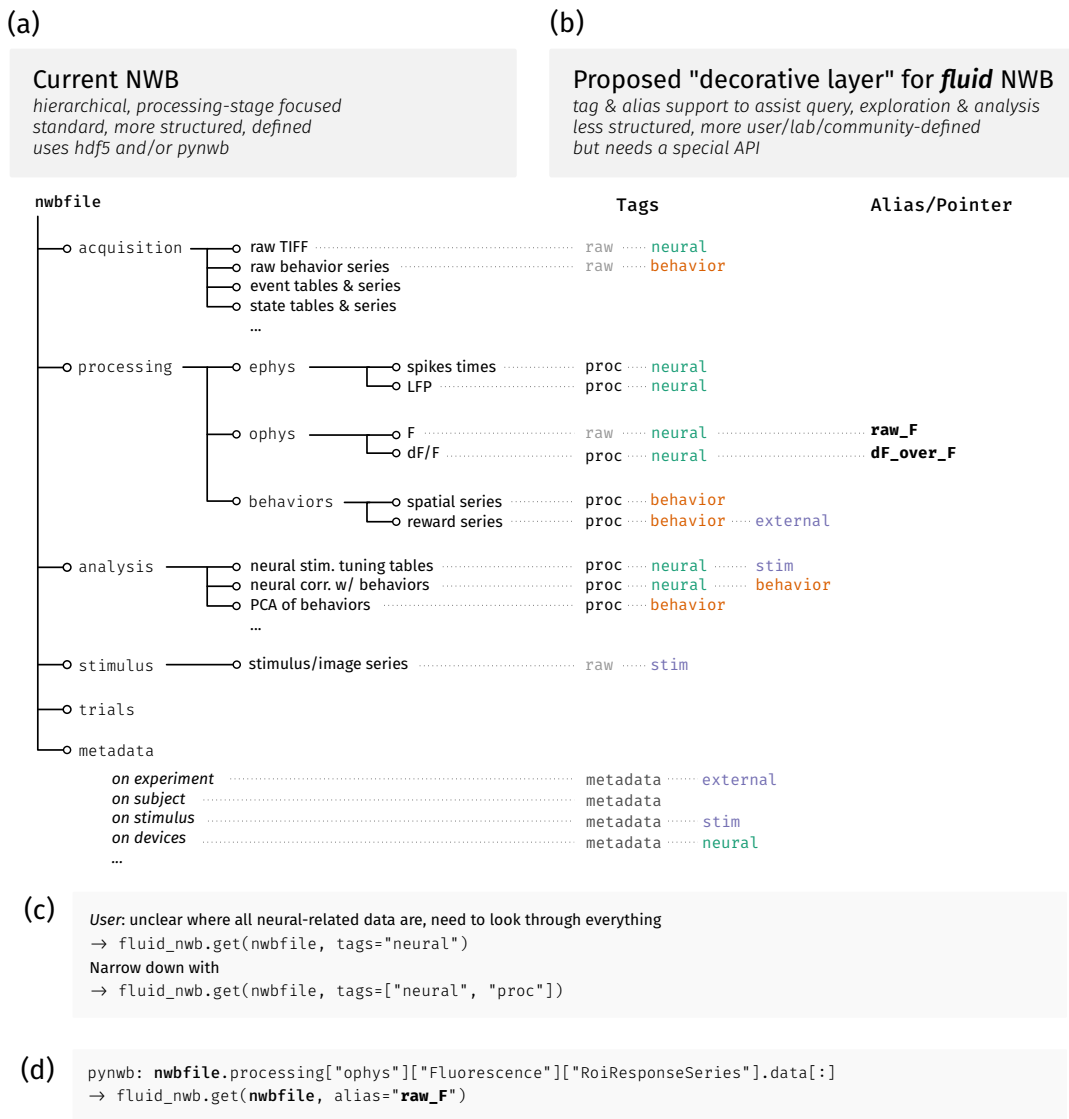 (a)
(b)
Current NWB
hierarchical, processing-stage focused
standard, more structured, defined
uses hdf5 and/or pynwb
Proposed "decorative layer" for fluid NWB
tag & alias support to assist query, exploration & analysis
less structured, more user/lab/community-defined
but needs a special API
nwbfile
Tags
Alias/Pointer
acquisition
raw TIFF raw neural
raw behavior series raw behavior
event tables & series
state tables & series
...
processing
ephys
spikes times proc neural
LFP proc neural
ophys
F raw neural raw_F
dF/F proc neural dF_over_F
behaviors
spatial series proc behavior
reward series proc behavior external
analysis
neural stim. tuning tables proc neural stim
neural corr. w/ behaviors proc neural behavior
PCA of behaviors proc behavior
...
stimulus
stimulus/image series raw stim
trials
metadata
on experiment metadata external
on subject metadata
on stimulus metadata stim
on devices metadata neural
...
(c)
User: unclear where all neural-related data are, need to look through everything
→ fluid_nwb.get(nwbfile, tags="neural")
Narrow down with
→ fluid_nwb.get(nwbfile, tags=["neural", "proc"])
(d)
pynwb: nwbfile.processing["ophys"]["Fluorescence"]["RoiResponseSeries"].data[:]
→ fluid_nwb.get(nwbfile, alias="raw_F")